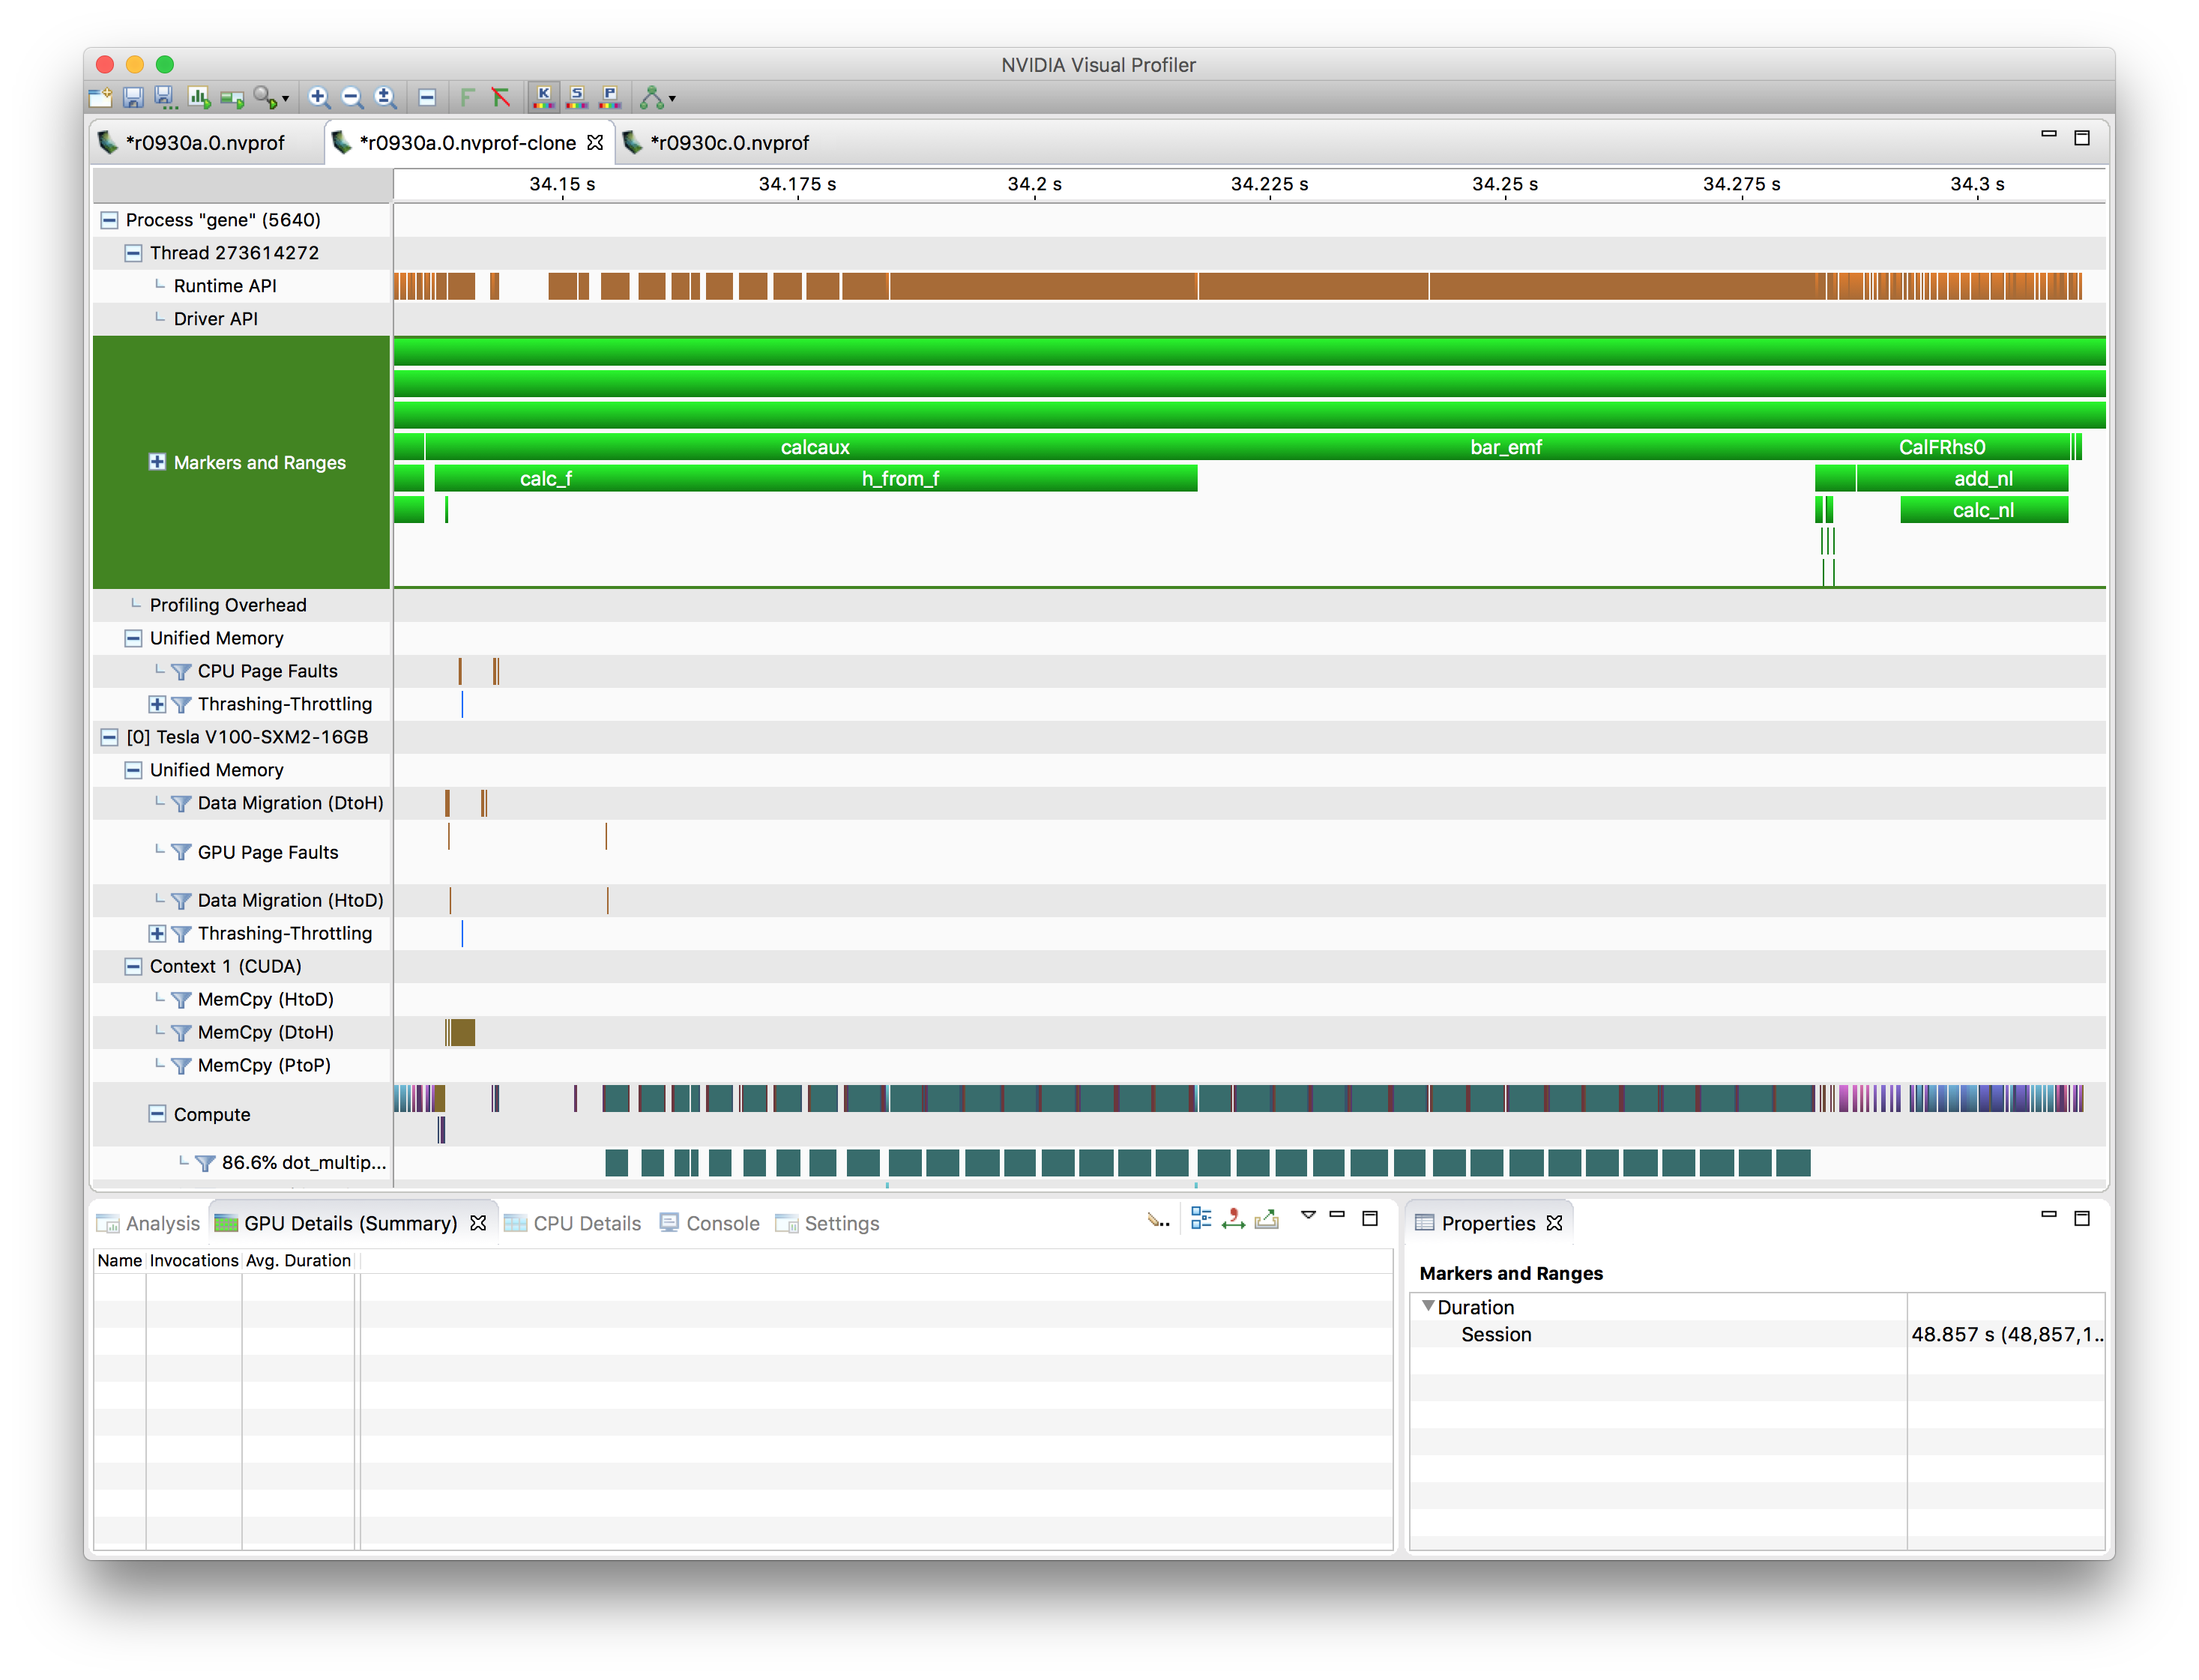 NVIDIA Visual Profiler
K S P
*r0930a.0.nvprof *r0930a.0.nvprof-clone *r0930c.0.nvprof
34.15 s 34.175 s 34.2 s 34.225 s 34.25 s 34.275 s 34.3 s
Process "gene" (5640)
Thread 273614272
Runtime API
Driver API
calcaux bar_emf CalFRhs0
Markers and Ranges
calc_f h_from_f add_nl
calc_nl
Profiling Overhead
Unified Memory
CPU Page Faults
Thrashing-Throttling
[0] Tesla V100-SXM2-16GB
Unified Memory
Data Migration (DtoH)
GPU Page Faults
Data Migration (HtoD)
Thrashing-Throttling
Context 1 (CUDA)
MemCpy (HtoD)
MemCpy (DtoH)
MemCpy (PtoP)
Compute
86.6% dot_multip...
Analysis GPU Details (Summary) CPU Details Console Settings
Name Invocations Avg. Duration
Properties
Markers and Ranges
Duration
Session 48.857 s (48,857,1..